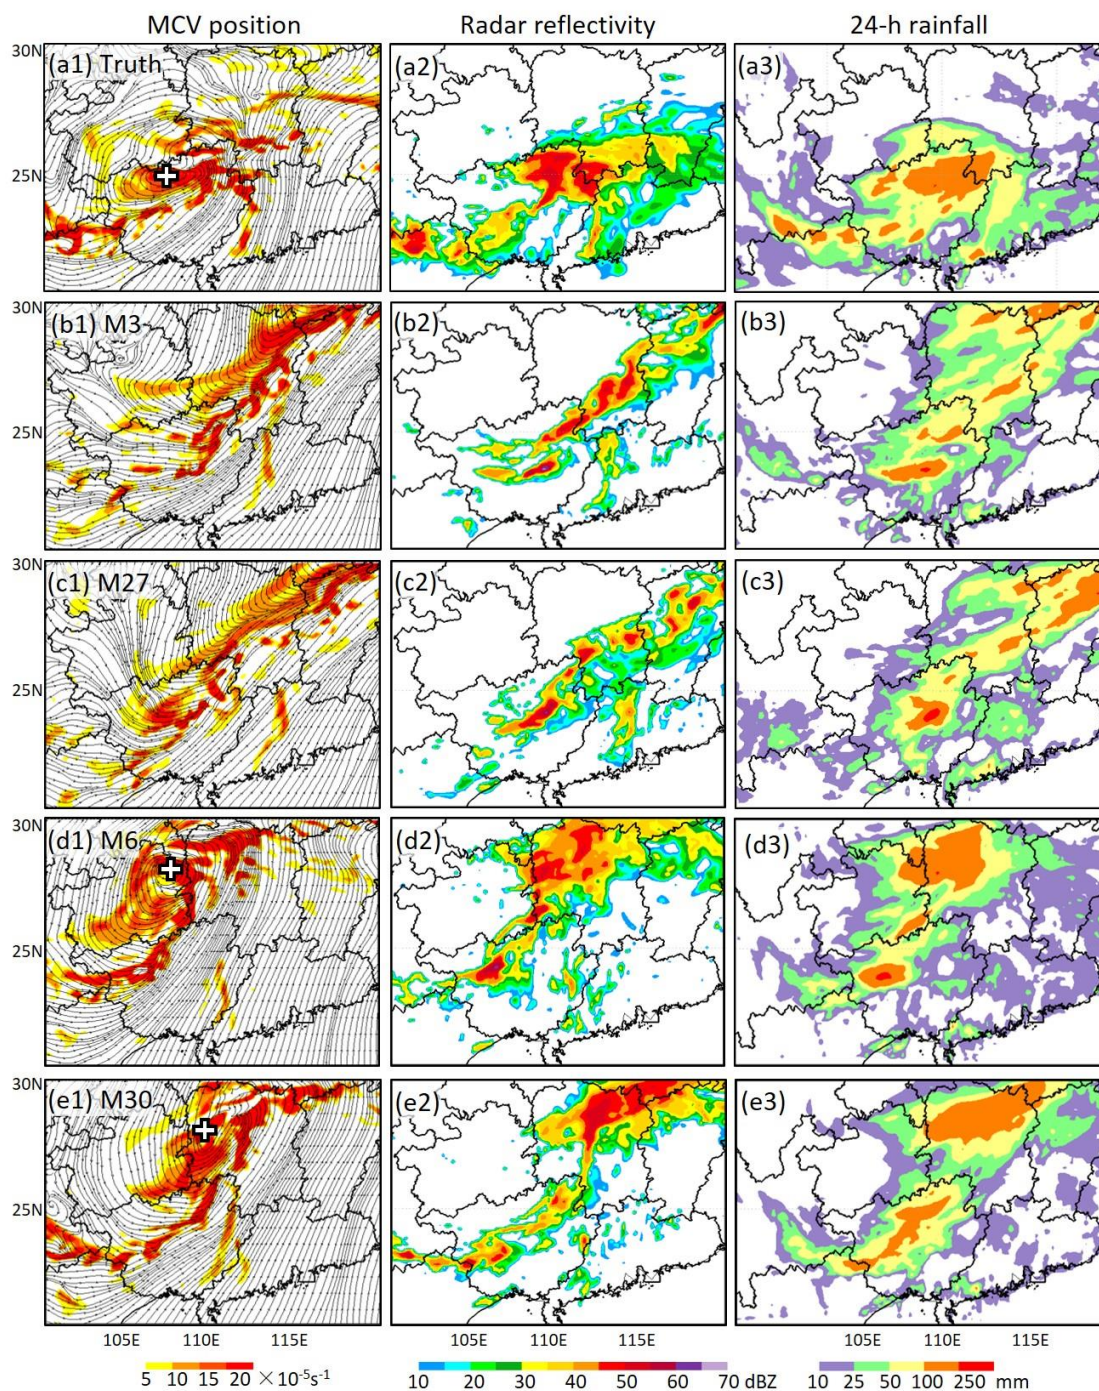 MCV position Radar reflectivity 24-h rainfall
30N (a1) Truth (a2) (a3)
25N
30N (b1) M3 (b2) (b3)
25N
30N (c1) M27 (c2) (c3)
25N
30N (d1) M6 (d2) (d3)
25N
30N (e1) M30 (e2) (e3)
25N
105E 110E 115E 110E 115E 105E 110E 115E
5 10 15 20 ×10⁻⁵s⁻¹ 10 20 30 40 50 60 70 dBZ 10 25 50 100 250 mm